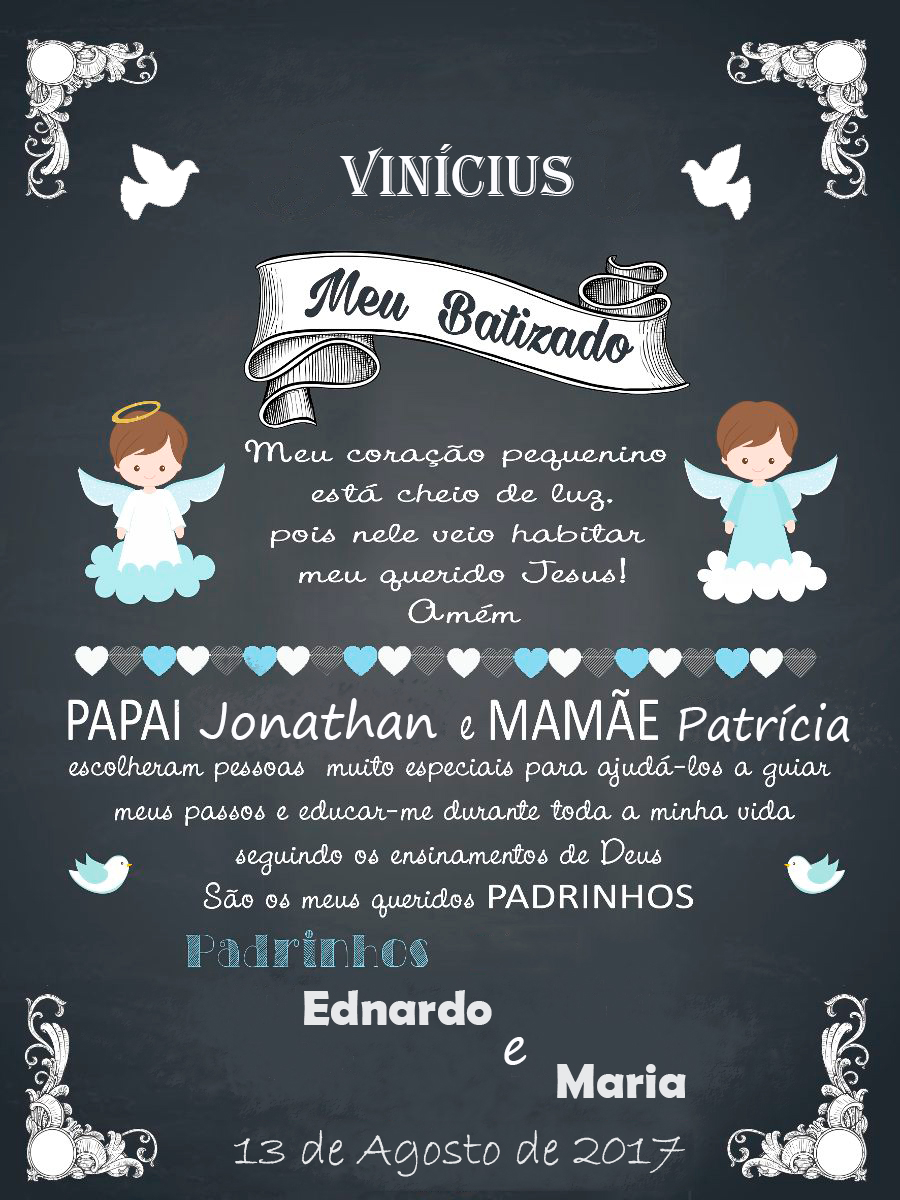 VINÍCIUS
Meu Batizado
Meu coração pequenino
está cheio de luz.
pois nele veio habitar
meu querido Jesus!
Amém
PAPAI Jonathan e MAMÃE Patrícia
escolheram pessoas muito especiais para ajudá-los a guiar
meus passos e educar-me durante toda a minha vida
seguindo os ensinamentos de Deus
São os meus queridos PADRINHOS
Padrinhos
Ednardo
e
Maria
13 de Agosto de 2017